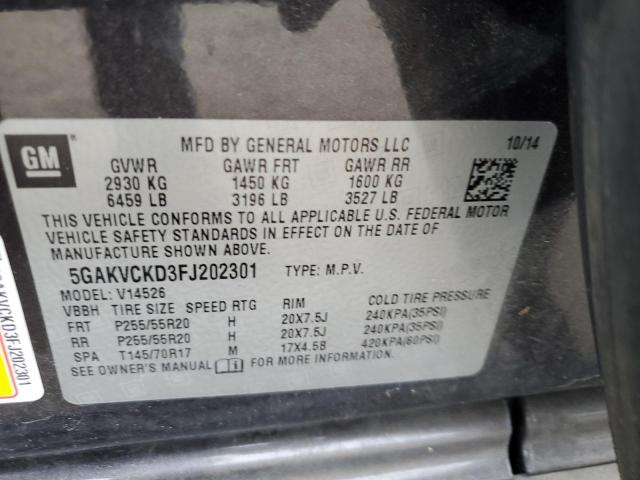 GM
MFD BY GENERAL MOTORS LLC 10/14
GVWR GAWR FRT GAWR RR
2930 KG 1450 KG 1600 KG
6459 LB 3196 LB 3527 LB
THIS VEHICLE CONFORMS TO ALL APPLICABLE U.S. FEDERAL MOTOR
VEHICLE SAFETY STANDARDS IN EFFECT ON THE DATE OF
MANUFACTURE SHOWN ABOVE.
5GAKVCKD3FJ202301 TYPE: M.P.V.
MODEL: V14526
VBBH TIRE SIZE SPEED RTG RIM COLD TIRE PRESSURE
FRT P255/55R20 H 20X7.5J 240KPA(35PSI)
RR P255/55R20 H 20X7.5J 240KPA(35PSI)
SPA T145/70R17 M 17X4.5B 420KPA(60PSI)
SEE OWNER'S MANUAL FOR MORE INFORMATION.
AKVCKD3FJ202301